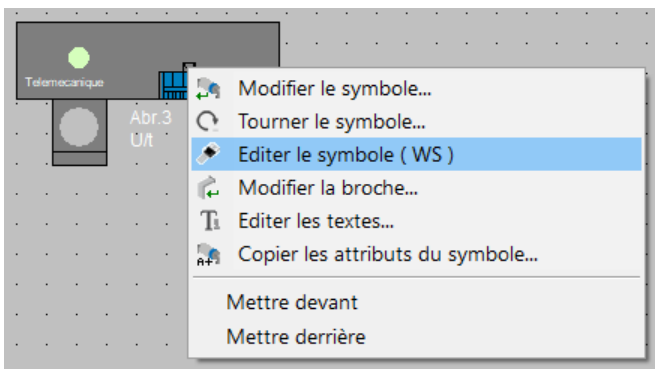 Telemecanique
Abr.3
U/t
Modifier le symbole...
Tourner le symbole...
Editer le symbole ( WS )
Modifier la broche...
Editer les textes...
Copier les attributs du symbole...
Mettre devant
Mettre derrière